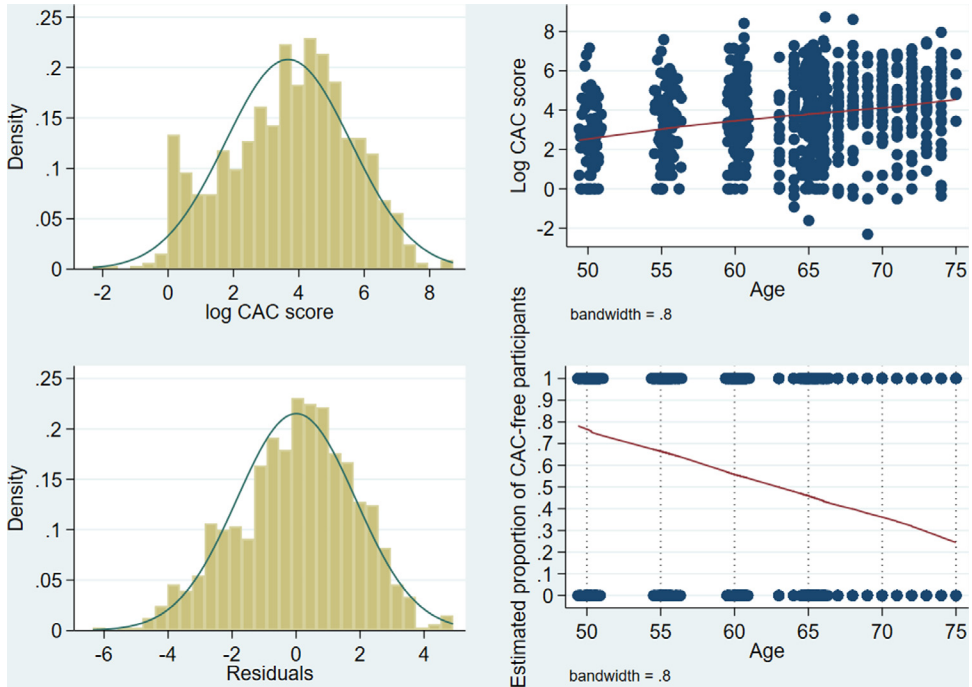 .25
.2
.15
.1
.05
0
Density
-2 0 2 4 6 8
log CAC score
8
6
4
2
0
-2
Log CAC score
50 55 60 65 70 75
Age
bandwidth = .8
.25
.2
.15
.1
.05
0
Density
-6 -4 -2 0 2 4
Residuals
1
.9
.8
.7
.6
.5
.4
.3
.2
.1
0
Estimated proportion of CAC-free participants
50 55 60 65 70 75
Age
bandwidth = .8